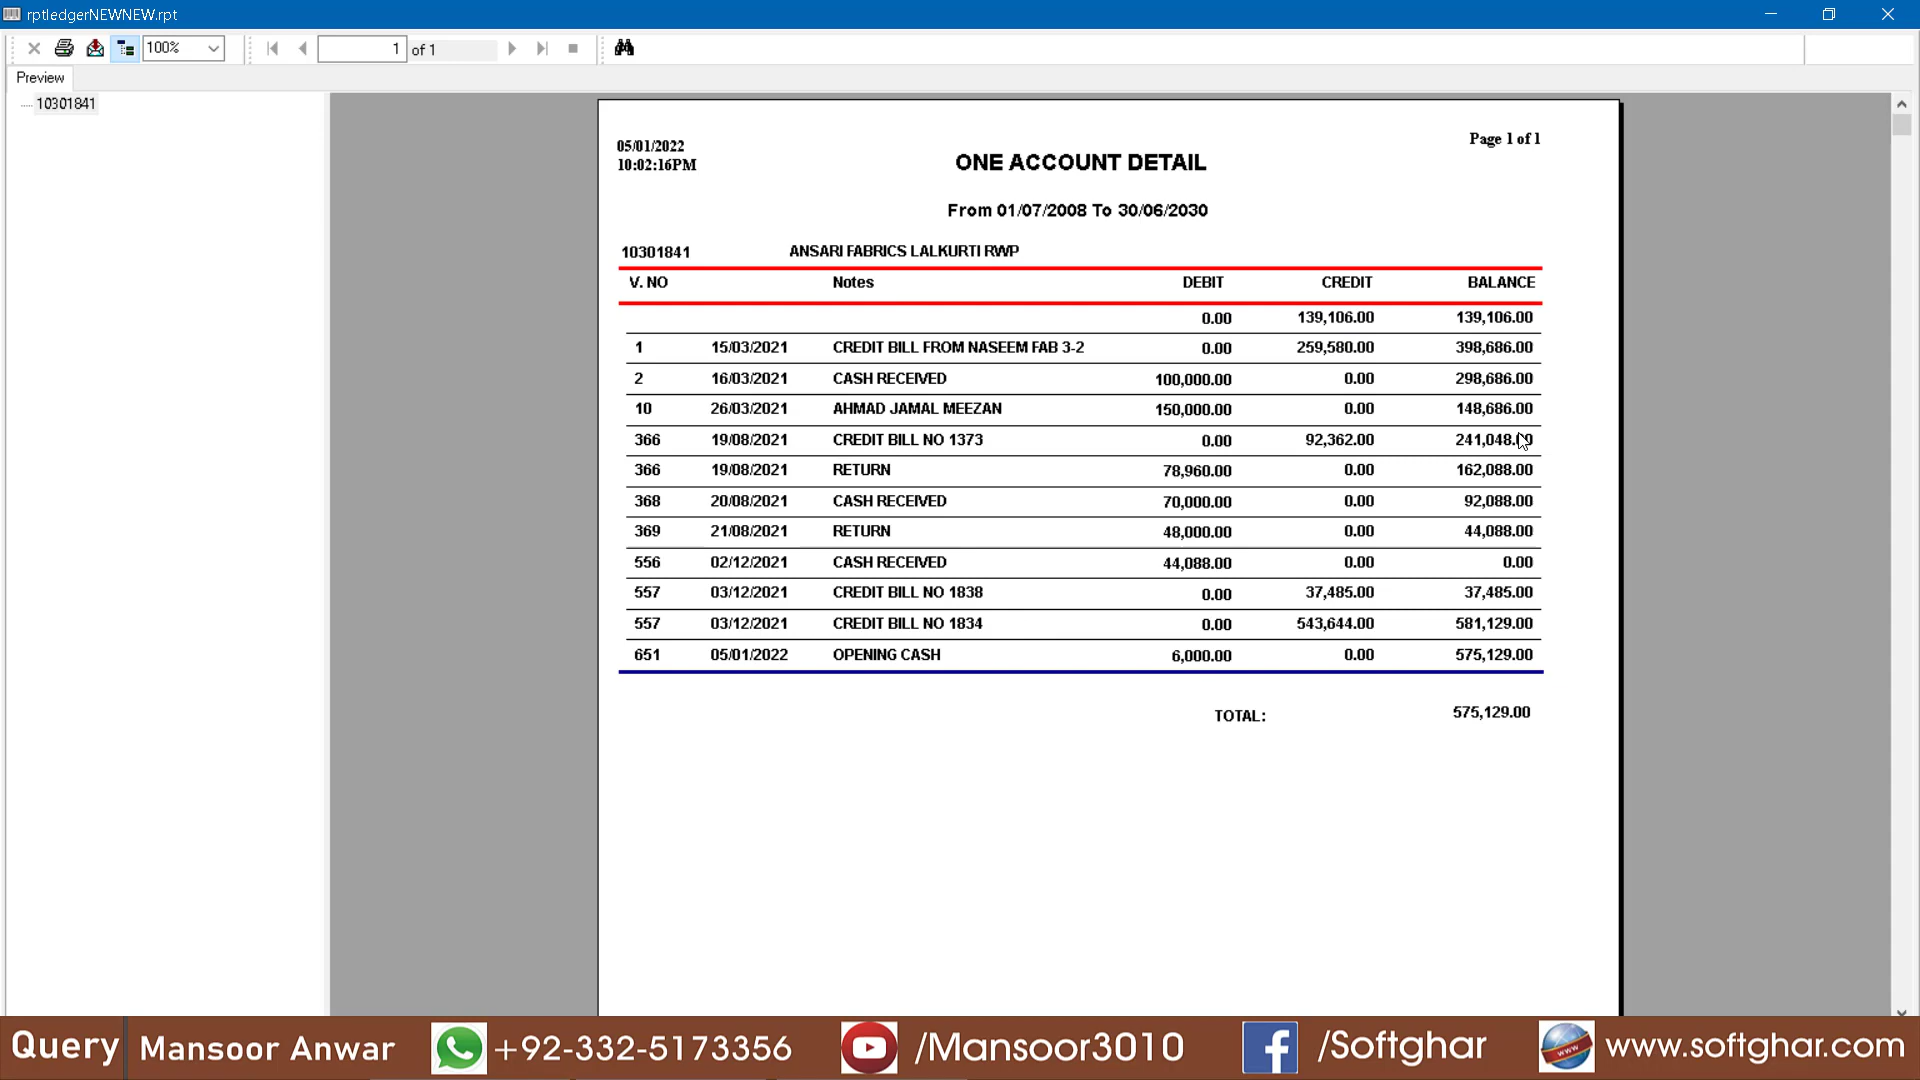 rptledgerNEWNEW.rpt
100% 1 of 1
Preview
10301841
Page 1 of 1
05/01/2022
10:02:16PM
ONE ACCOUNT DETAIL
From 01/07/2008 To 30/06/2030
10301841 ANSARI FABRICS LALKURTI RWP
V. NO Notes DEBIT CREDIT BALANCE
0.00 139,106.00 139,106.00
1 15/03/2021 CREDIT BILL FROM NASEEM FAB 3-2 0.00 259,580.00 398,686.00
2 16/03/2021 CASH RECEIVED 100,000.00 0.00 298,686.00
10 26/03/2021 AHMAD JAMAL MEEZAN 150,000.00 0.00 148,686.00
366 19/08/2021 CREDIT BILL NO 1373 0.00 92,362.00 241,048.00
366 19/08/2021 RETURN 78,960.00 0.00 162,088.00
368 20/08/2021 CASH RECEIVED 70,000.00 0.00 92,088.00
369 21/08/2021 RETURN 48,000.00 0.00 44,088.00
556 02/12/2021 CASH RECEIVED 44,088.00 0.00 0.00
557 03/12/2021 CREDIT BILL NO 1838 0.00 37,485.00 37,485.00
557 03/12/2021 CREDIT BILL NO 1834 0.00 543,644.00 581,129.00
651 05/01/2022 OPENING CASH 6,000.00 0.00 575,129.00
TOTAL: 575,129.00
Query Mansoor Anwar +92-332-5173356 /Mansoor3010 /Softghar www www.softghar.com